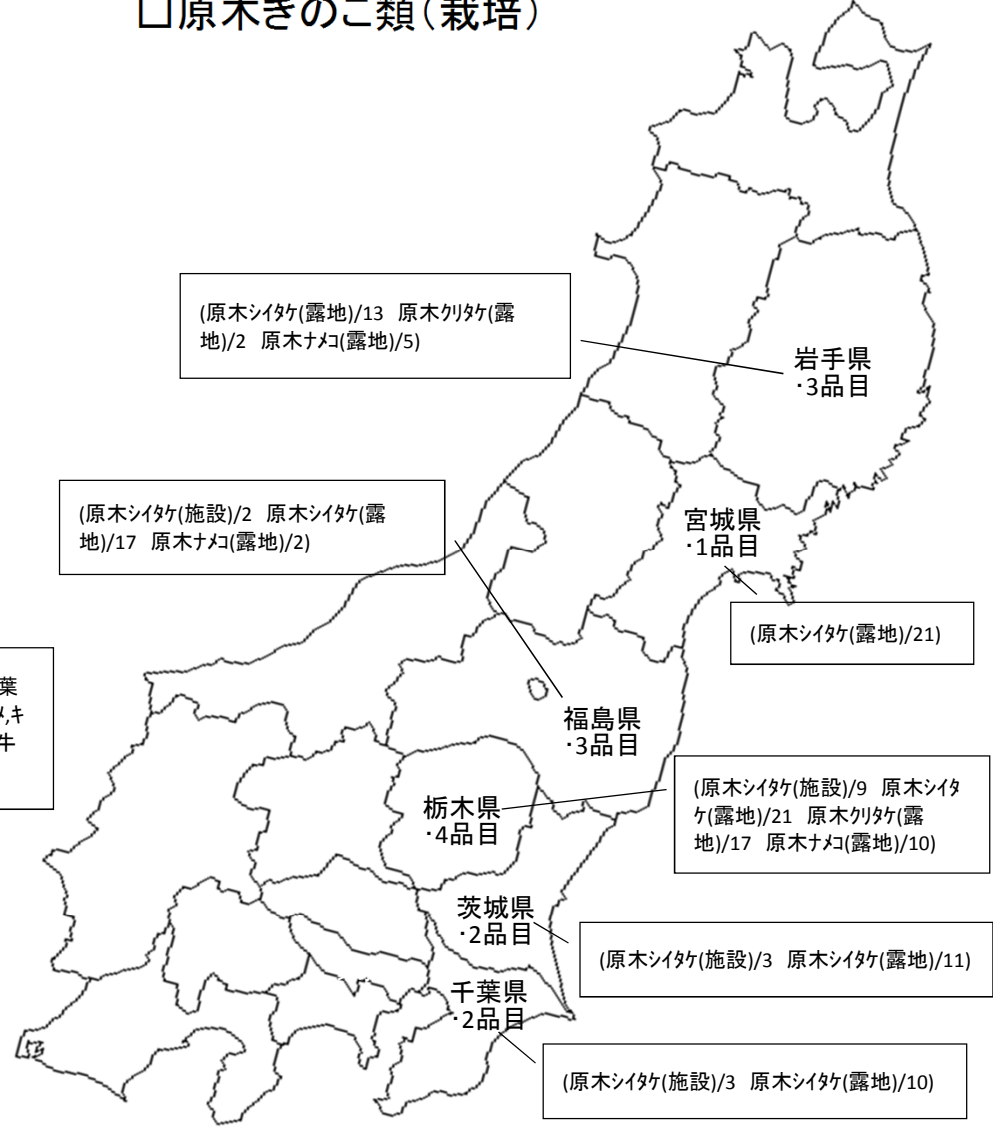 □原木きのこ類(栽培)
(原木ｼｲﾀｹ(露地)/13 原木ｸﾘﾀｹ(露
地)/2 原木ﾅﾒｺ(露地)/5)
岩手県
・3品目
(原木ｼｲﾀｹ(施設)/2 原木ｼｲﾀｹ(露
地)/17 原木ﾅﾒｺ(露地)/2)
宮城県
・1品目
(原木ｼｲﾀｹ(露地)/21)
葉
ﾒ,ｷ
牛
福島県
・3品目
栃木県
・4品目
(原木ｼｲﾀｹ(施設)/9 原木ｼｲﾀ
ｹ(露地)/21 原木ｸﾘﾀｹ(露
地)/17 原木ﾅﾒｺ(露地)/10)
茨城県
・2品目
(原木ｼｲﾀｹ(施設)/3 原木ｼｲﾀｹ(露地)/11)
千葉県
・2品目
(原木ｼｲﾀｹ(施設)/3 原木ｼｲﾀｹ(露地)/10)